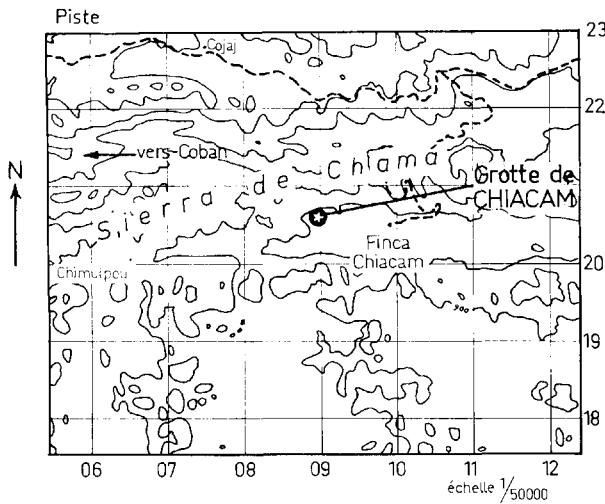 Piste
23
Cojaj
22
N
vers Coban
Sierra de Chama
Grotte de
CHIACAM
Finca
Chiacam
20
900
19
18
06 07 08 09 10 11 12
échelle 1/50000